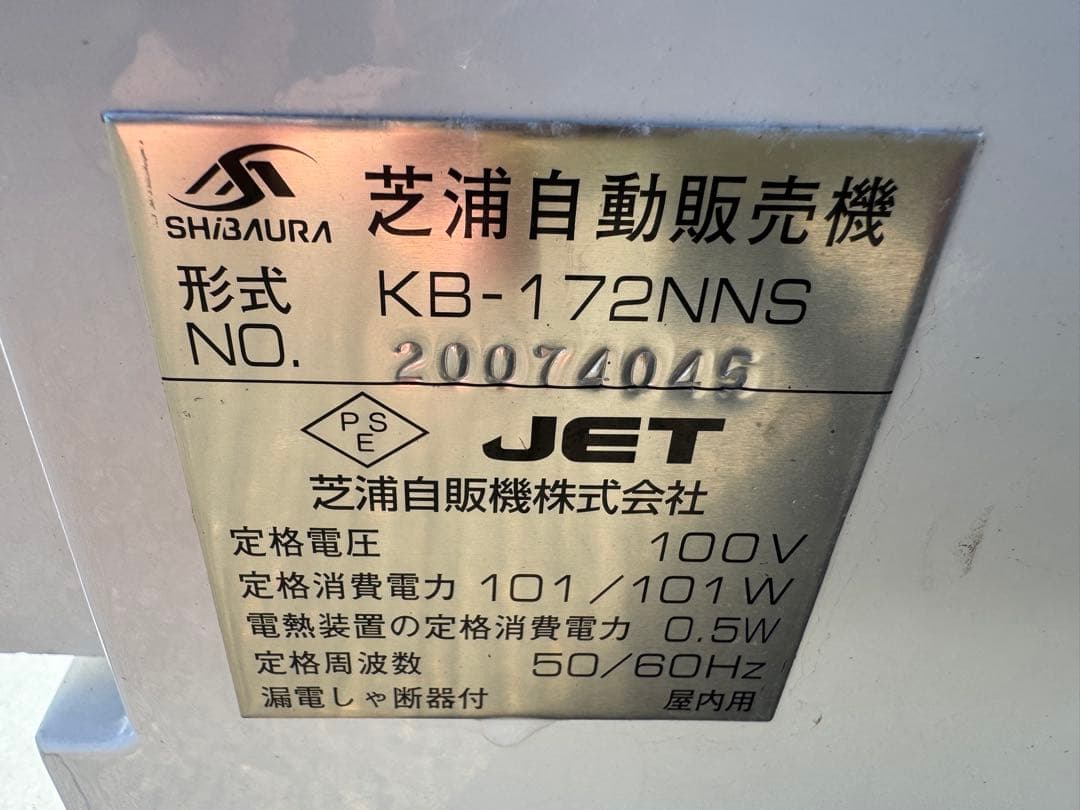 SHiBAURA 芝浦自動販売機
形式 KB-172NNS
NO. 20074045
PSE JET
芝浦自販機株式会社
定格電圧 100V
定格消費電力 101/101W
電熱装置の定格消費電力 0.5W
定格周波数 50/60Hz
漏電しゃ断器付 屋内用